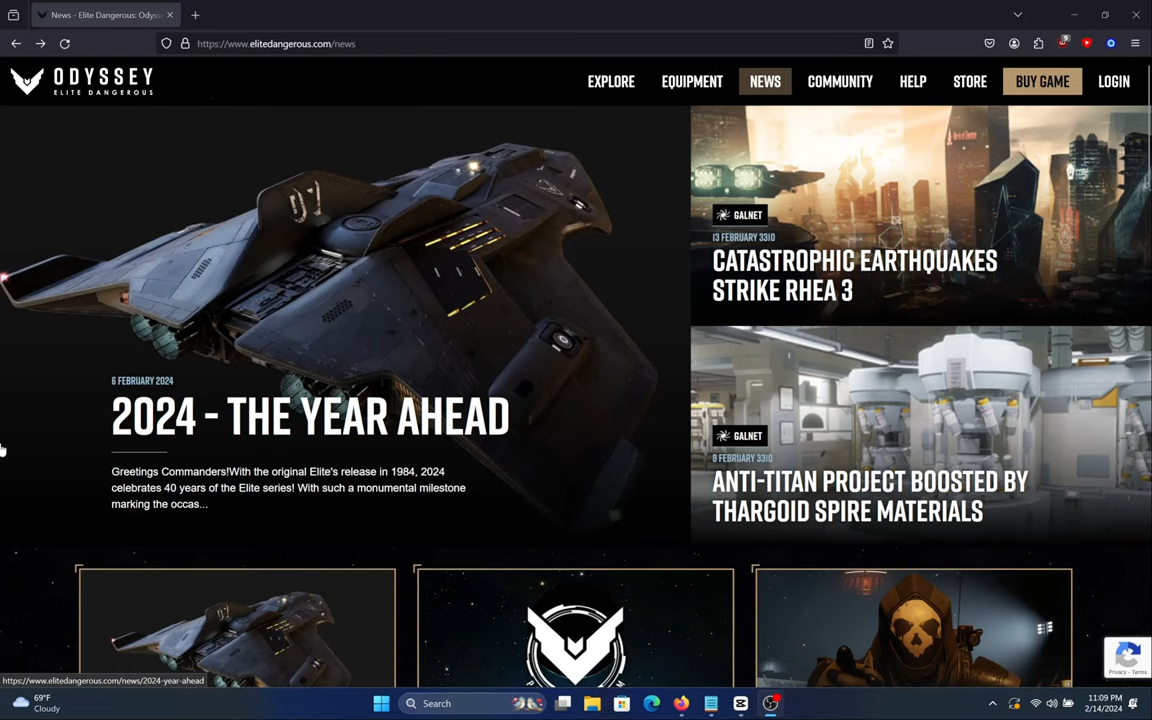 News - Elite Dangerous: Odysse
https://www.elitedangerous.com/news
9
ODYSSEY
ELITE DANGEROUS
EXPLORE
EQUIPMENT
NEWS
COMMUNITY
HELP
STORE
BUY GAME
LOGIN
6 FEBRUARY 2024
2024 - THE YEAR AHEAD
Greetings Commanders!With the original Elite's release in 1984, 2024
celebrates 40 years of the Elite series! With such a monumental milestone
marking the occas...
GALNET
13 FEBRUARY 3310
CATASTROPHIC EARTHQUAKES
STRIKE RHEA 3
GALNET
8 FEBRUARY 3310
ANTI-TITAN PROJECT BOOSTED BY
THARGOID SPIRE MATERIALS
Privacy - Terms
https://www.elitedangerous.com/news/2024-year-ahead
69°F
Cloudy
Search
11:09 PM
2/14/2024